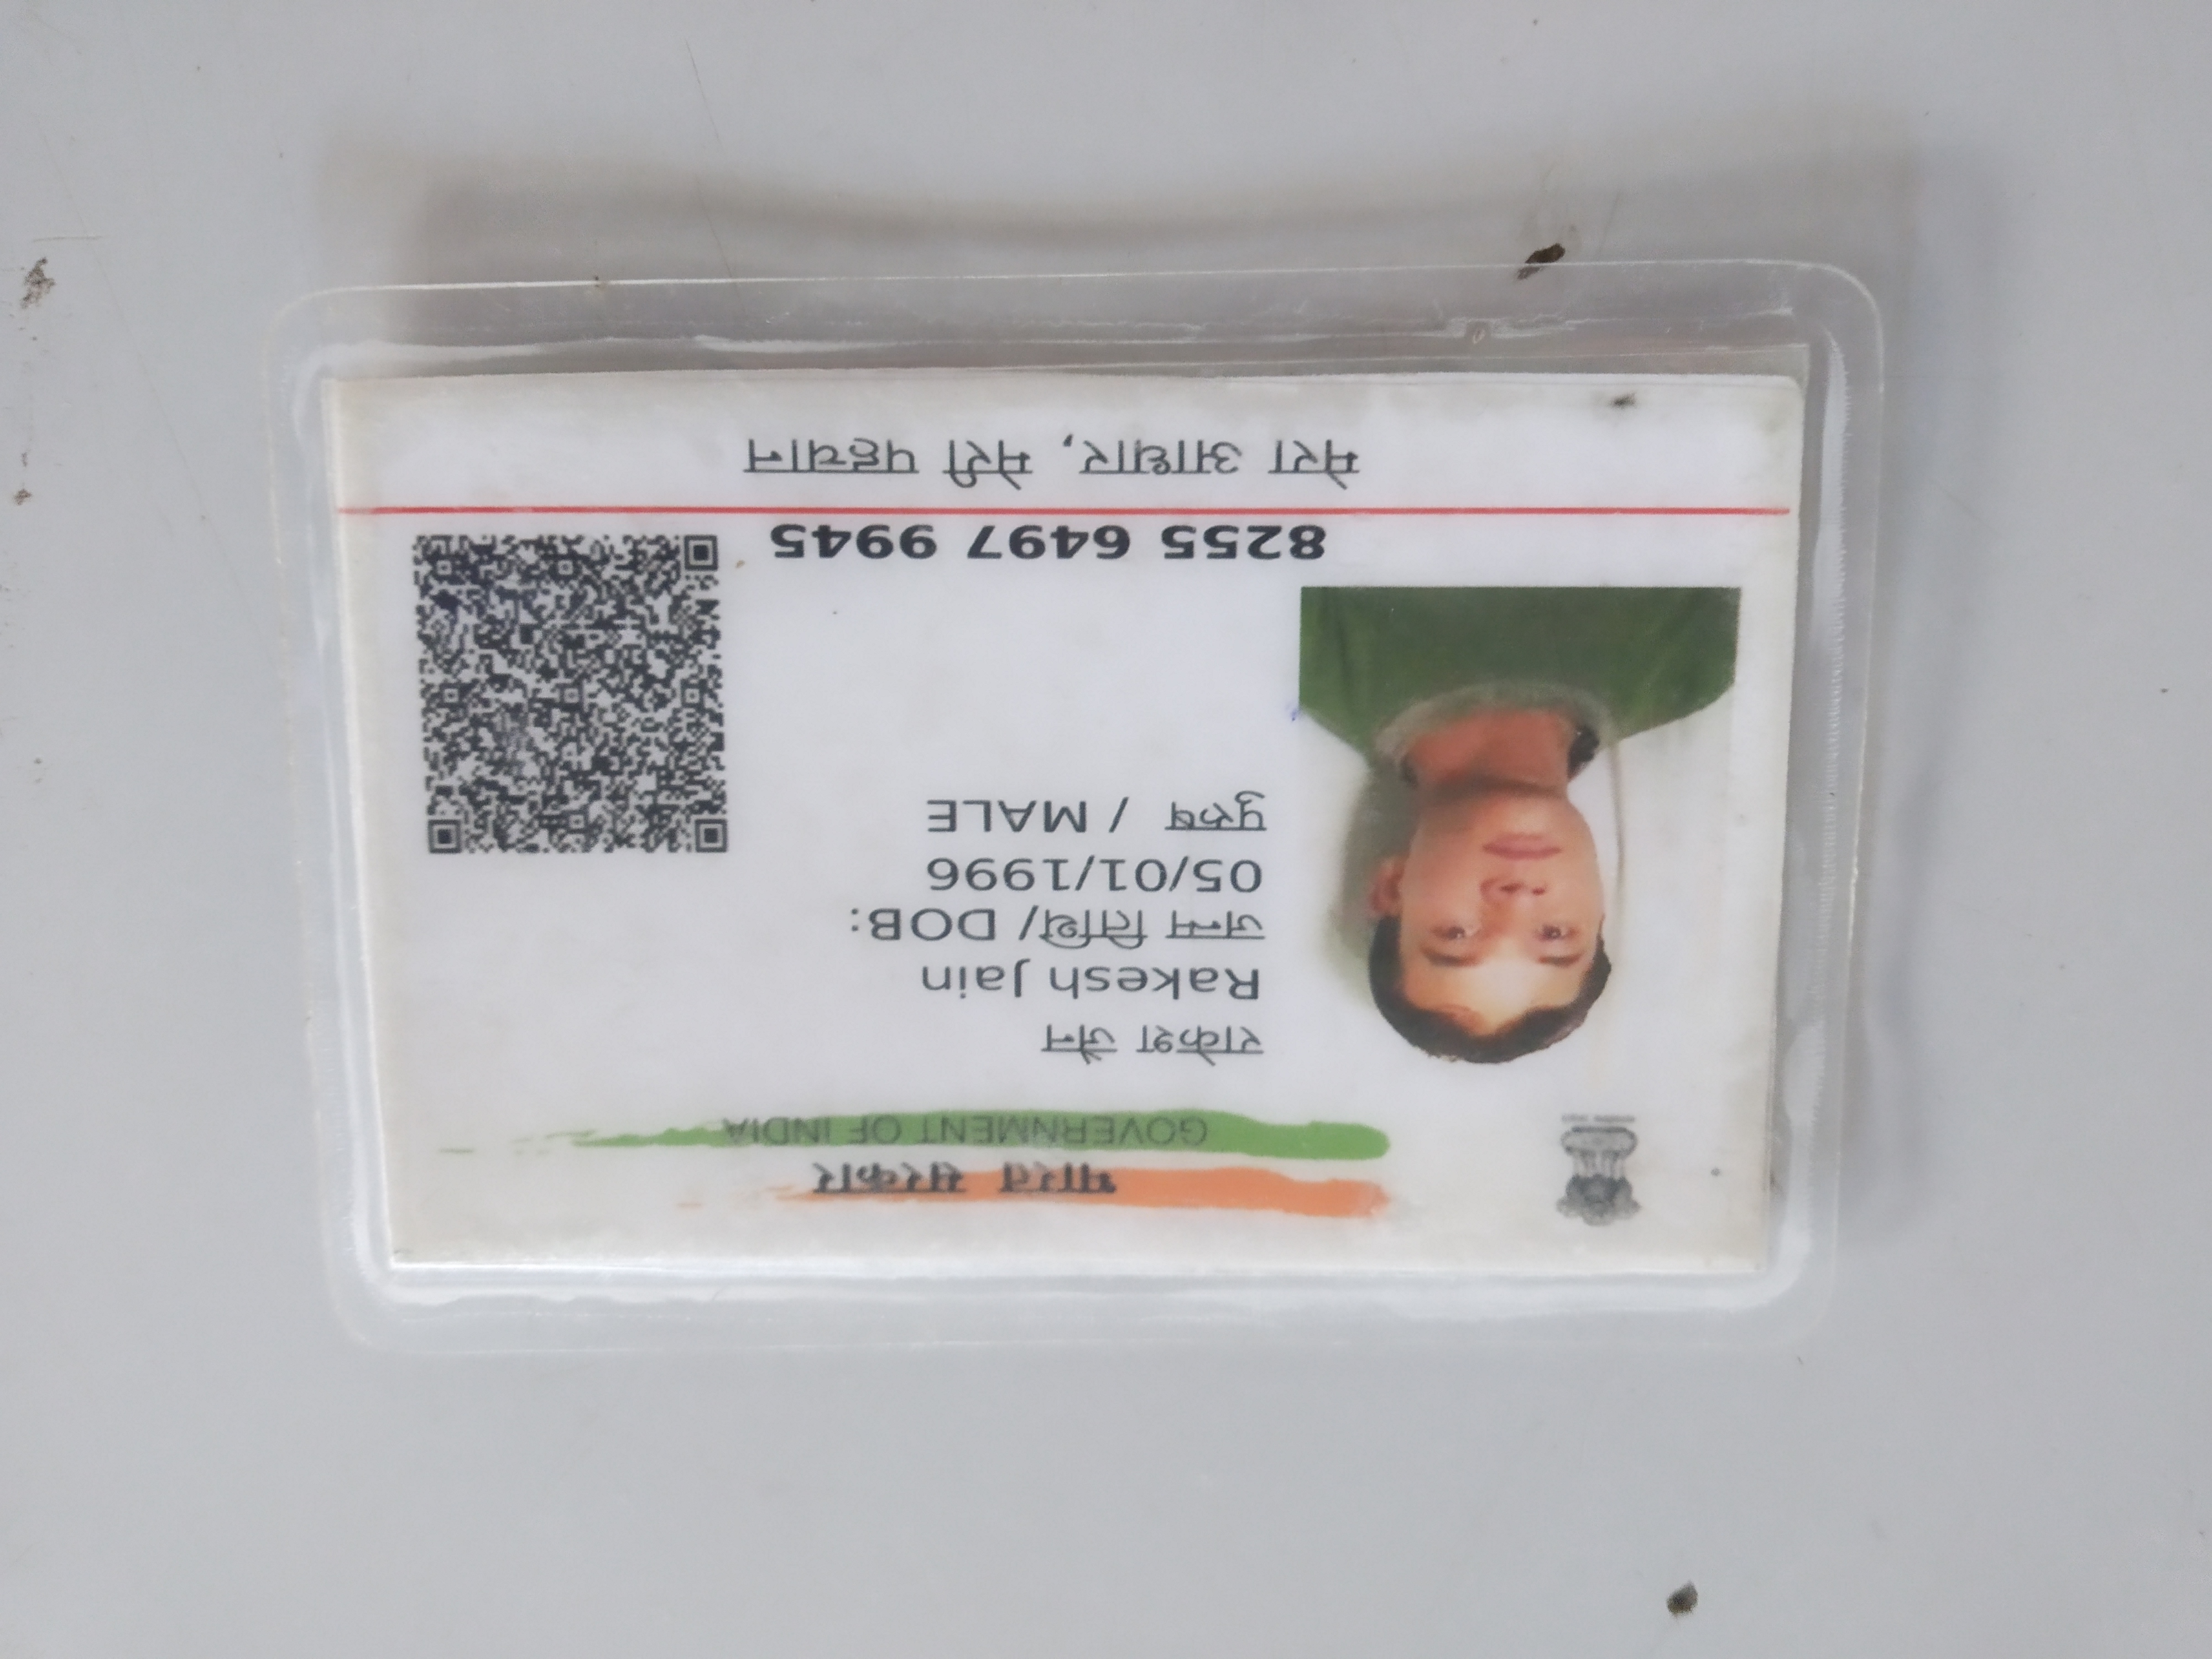 भारत सरकार
GOVERNMENT OF INDIA
राकेश जैन
Rakesh Jain
जन्म तिथि/ DOB:
05/01/1996
पुरुष / MALE
8255 6497 9945
मेरा आधार, मेरी पहचान